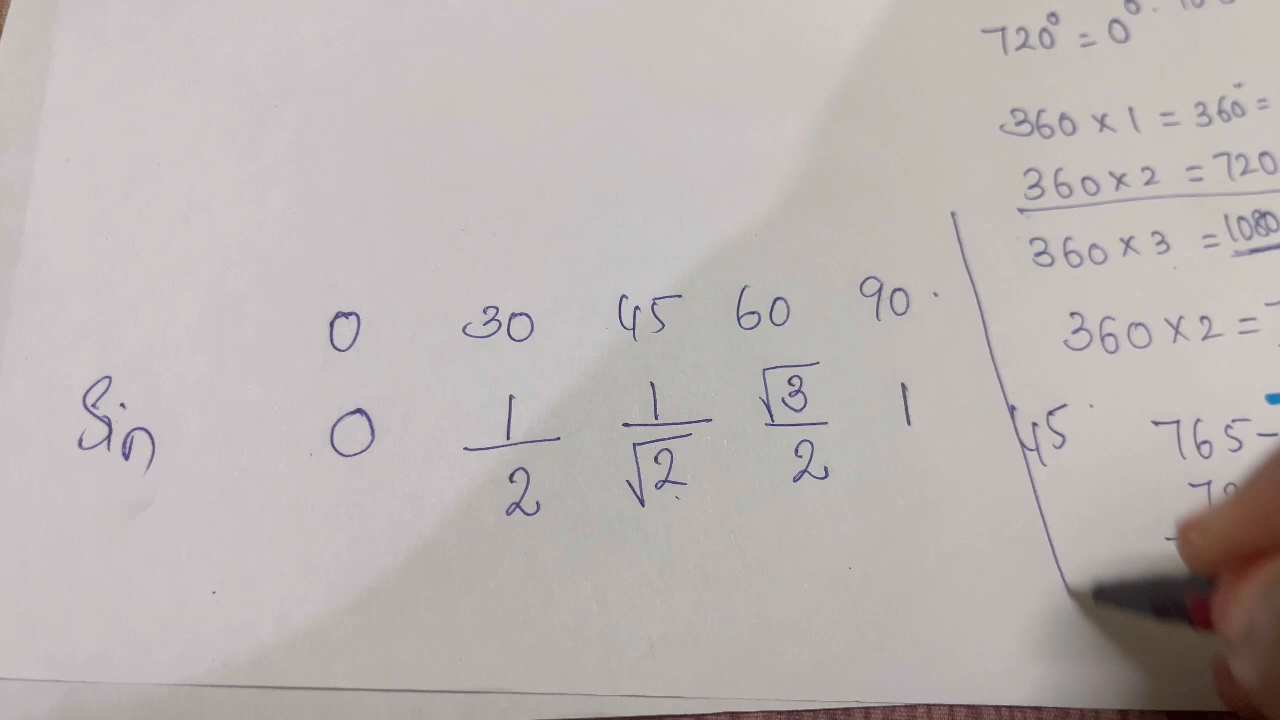 720° = 0°
360 × 1 = 360° =
360 × 2 = 720
360 × 3 = 1080
360 × 2 =
0 30 45 60 90
Sin 0 1/2 1/√2 √3/2 1
45 765-